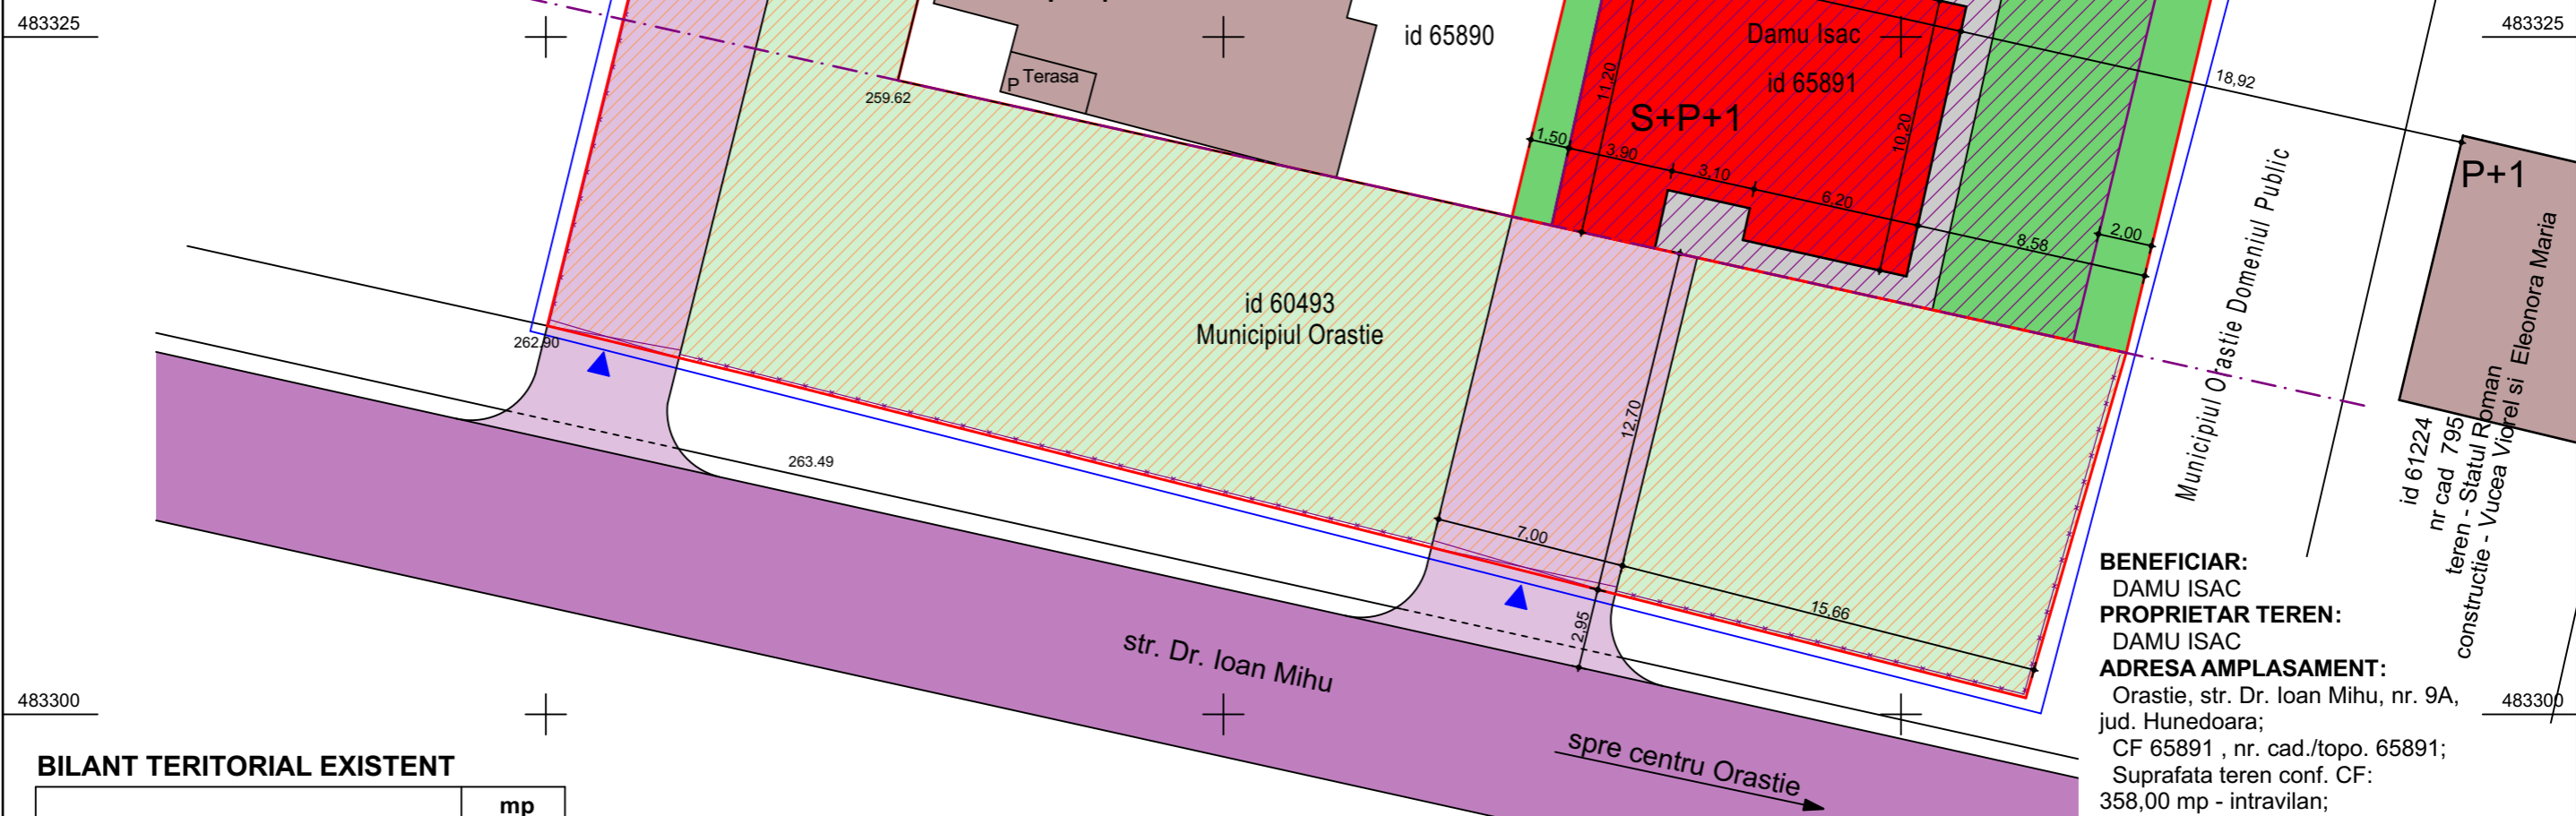 483325
483325
id 65890
Damu Isac
id 65891
S+P+1
P
Terasa
259.62
11,20
10,20
18,92
1,50
3,90
3,10
6,20
8,58
2,00
P+1
Municipiul Orastie Domeniul Public
id 60493
Municipiul Orastie
262.90
263.49
12,70
7,00
15,66
2,95
id 61224
nr cad 795
teren - Statul Roman
constructie - Vucea Viorel si Eleonora Maria
str. Dr. Ioan Mihu
spre centru Orastie
483300
483300
BENEFICIAR:
DAMU ISAC
PROPRIETAR TEREN:
DAMU ISAC
ADRESA AMPLASAMENT:
Orastie, str. Dr. Ioan Mihu, nr. 9A,
jud. Hunedoara;
CF 65891 , nr. cad./topo. 65891;
Suprafata teren conf. CF:
358,00 mp - intravilan;
BILANT TERITORIAL EXISTENT
mp